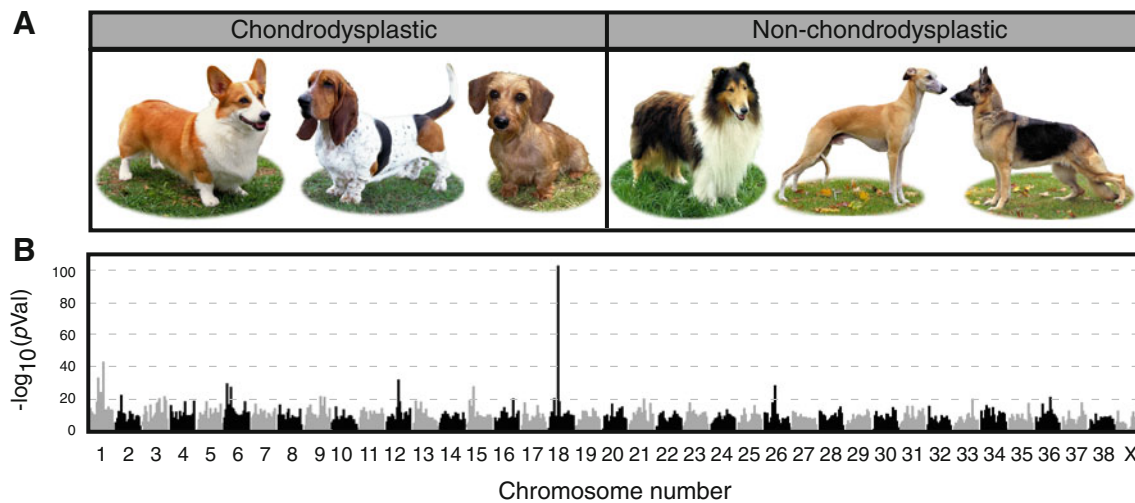 A
Chondrodysplastic Non-chondrodysplastic
B
100
80
60
40
20
0
-log10(pVal)
1 2 3 4 5 6 7 8 9 10 11 12 13 14 15 16 17 18 19 20 21 22 23 24 25 26 27 28 29 30 31 32 33 34 35 36 37 38 X
Chromosome number